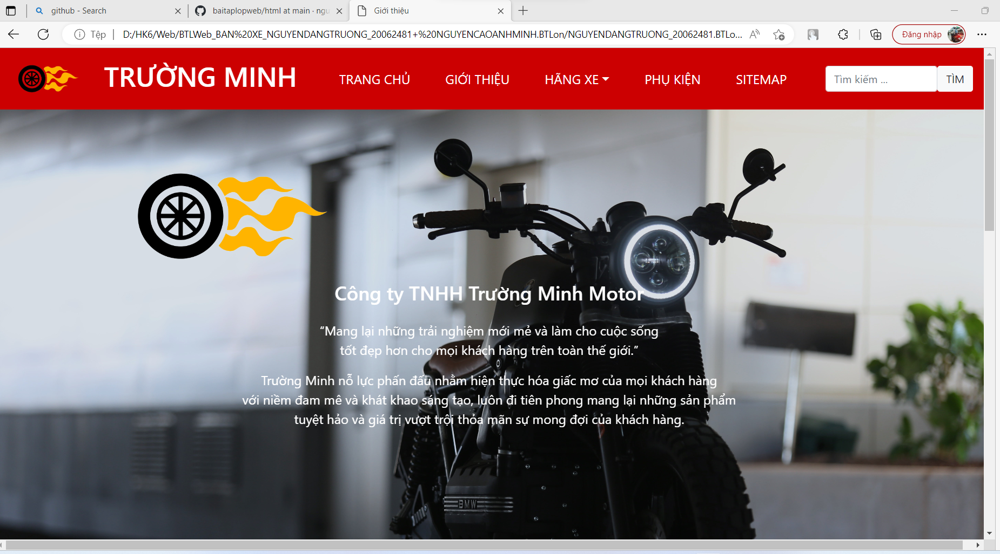 github - Search
baitaplopweb/html at main · ngu
Giới thiệu
Tệp
D:/HK6/Web/BTLWeb_BAN%20XE_NGUYENDANGTRUONG_20062481+%20NGUYENCAOANHMINH.BTLon/NGUYENDANGTRUONG_20062481.BTLo...
Đăng nhập
TRƯỜNG MINH
TRANG CHỦ
GIỚI THIỆU
HÃNG XE
PHỤ KIỆN
SITEMAP
Tìm kiếm ...
TÌM
Công ty TNHH Trường Minh Motor
“Mang lại những trải nghiệm mới mẻ và làm cho cuộc sống
tốt đẹp hơn cho mọi khách hàng trên toàn thế giới.”
Trường Minh nỗ lực phấn đấu nhằm hiện thực hóa giấc mơ của mọi khách hàng
với niềm đam mê và khát khao sáng tạo, luôn đi tiên phong mang lại những sản phẩm
tuyệt hảo và giá trị vượt trội thỏa mãn sự mong đợi của khách hàng.
BMW